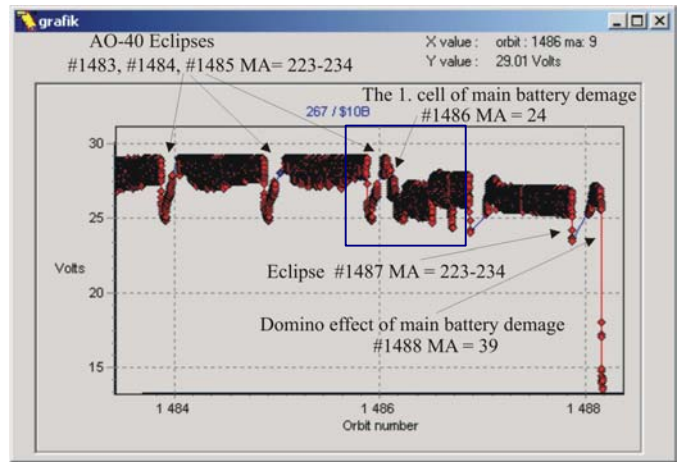 grafik
AO-40 Eclipses
#1483, #1484, #1485 MA= 223-234
X value : orbit : 1486 ma: 9
Y value : 29.01 Volts
The 1. cell of main battery demage
#1486 MA = 24
267 / $10B
30
25
20
15
Volts
Eclipse #1487 MA = 223-234
Domino effect of main battery demage
#1488 MA = 39
1 484
1 486
1 488
Orbit number